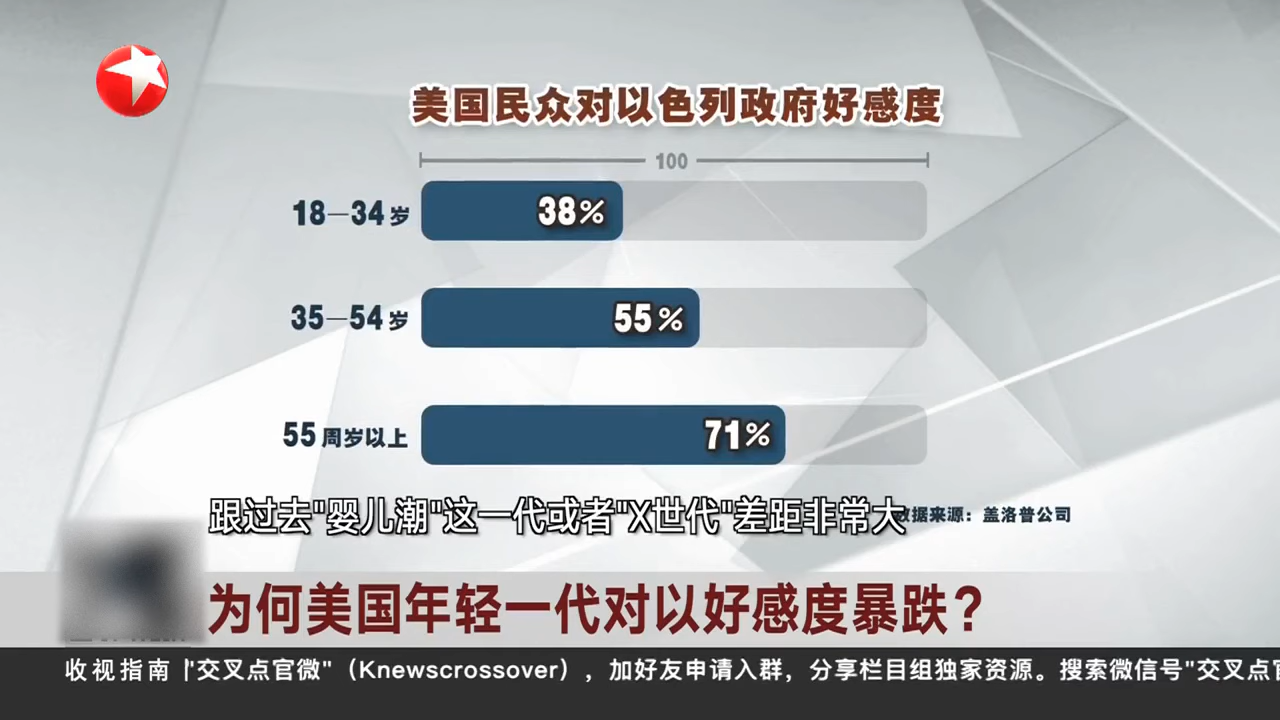 美国民众对以色列政府好感度
100
18—34岁
38%
35—54岁
55%
55周岁以上
71%
跟过去"婴儿潮"这一代或者"X世代"差距非常大
数据来源：盖洛普公司
为何美国年轻一代对以好感度暴跌？
收视指南 "交叉点官微"（Knewscrossover），加好友申请入群，分享栏目组独家资源。搜索微信号"交叉点官